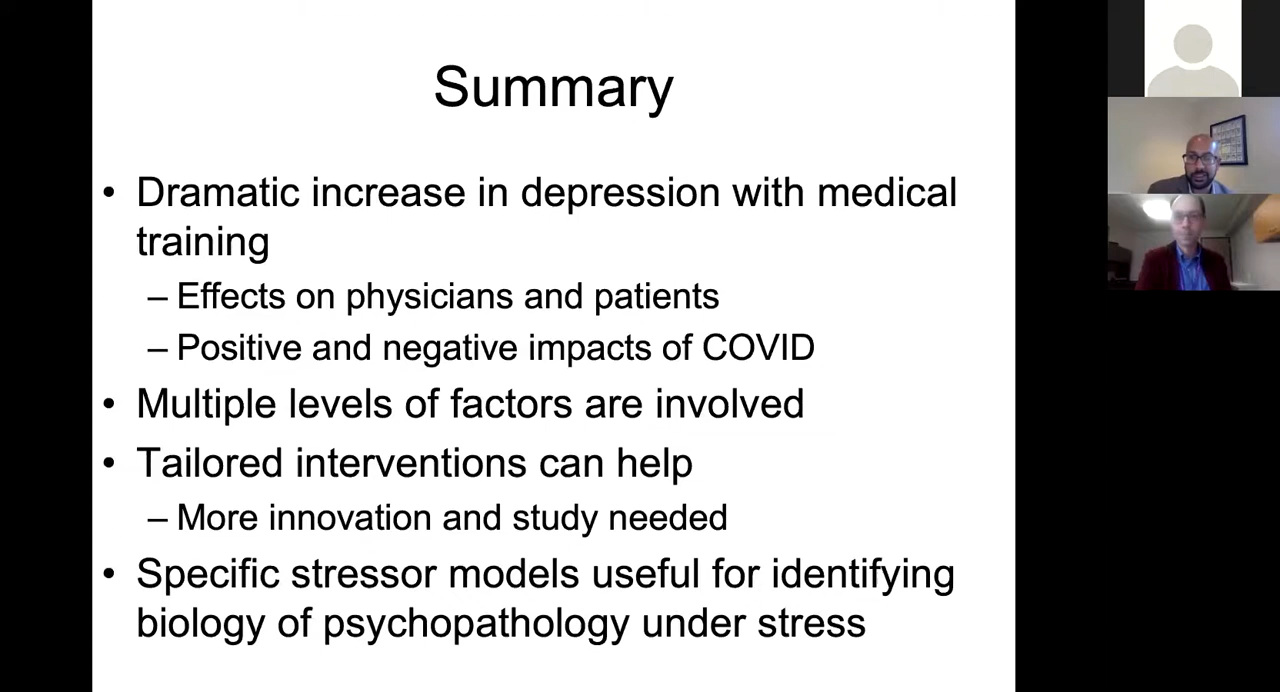 Summary
• Dramatic increase in depression with medical
training
– Effects on physicians and patients
– Positive and negative impacts of COVID
• Multiple levels of factors are involved
• Tailored interventions can help
– More innovation and study needed
• Specific stressor models useful for identifying
biology of psychopathology under stress